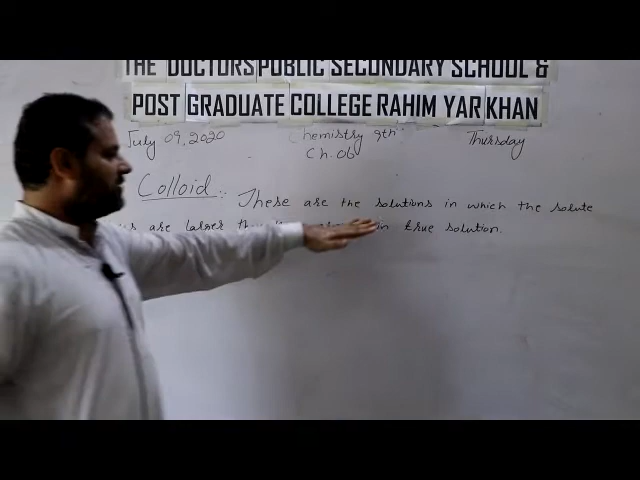 THE DOCTORS PUBLIC SECONDARY SCHOOL &
POST GRADUATE COLLEGE RAHIM YAR KHAN
July 09, 2020 Chemistry 9th Thursday
Ch. 06
Colloid:- These are the solutions in which the solute
are larger in true solution.